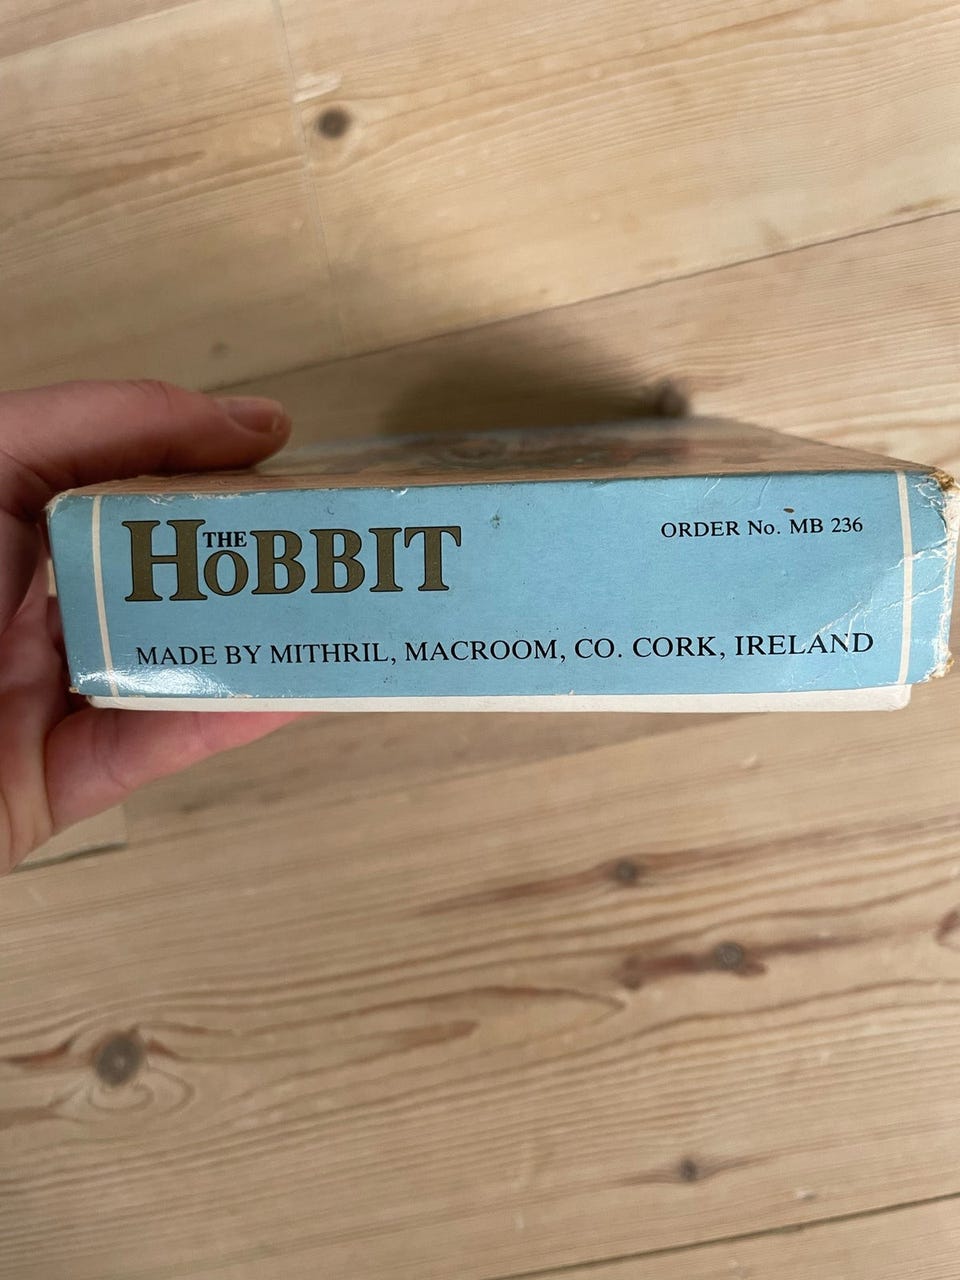 THE HOBBIT
ORDER No. MB 236
MADE BY MITHRIL, MACROOM, CO. CORK, IRELAND